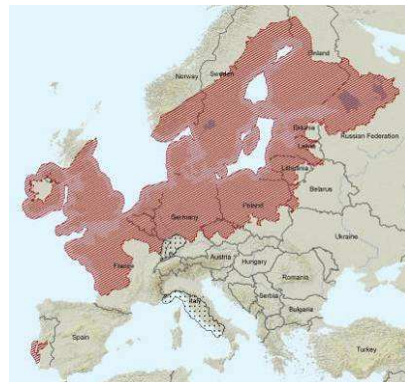 Finland
Norway
Sweden
Estonia
Russian Federation
Latvia
Lithuania
Belarus
Poland
Germany
Ukraine
France
Austria
Hungary
Romania
Italy
Serbia
Bulgaria
Spain
Turkey